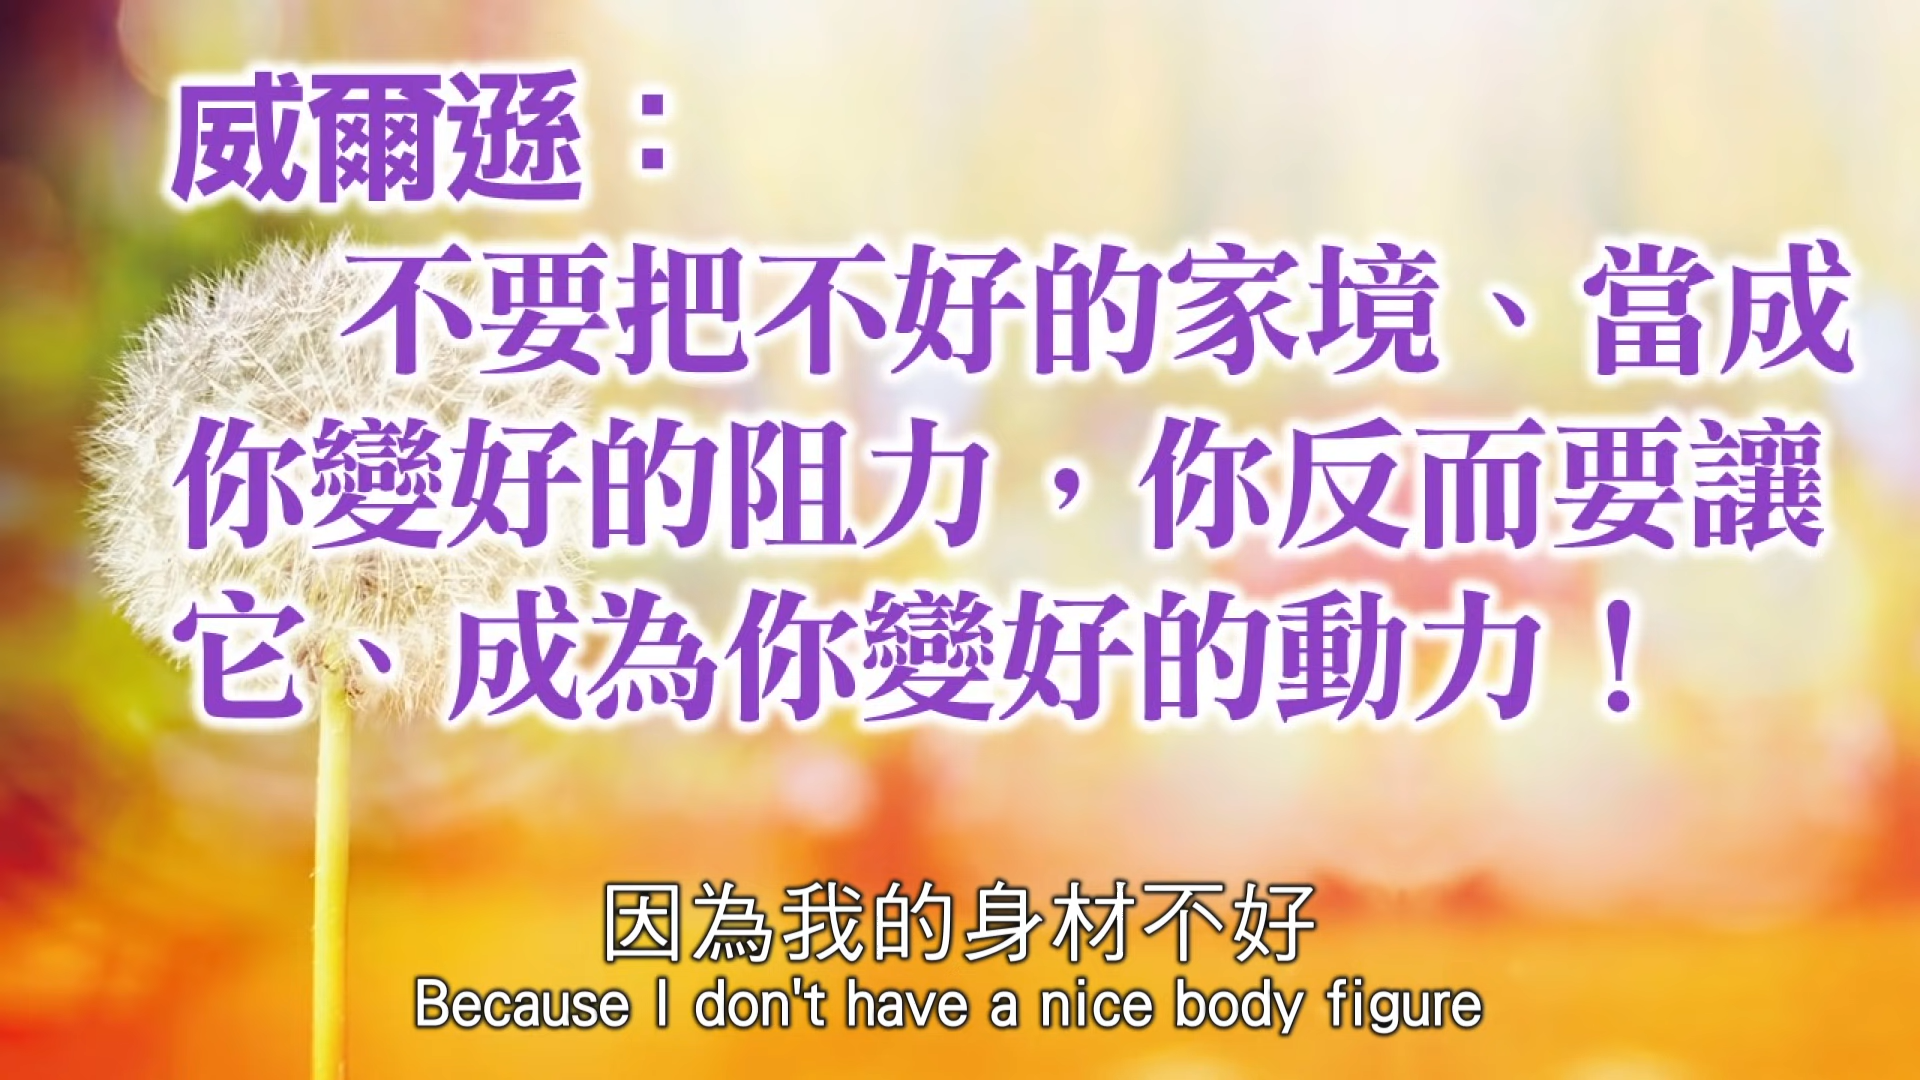 威爾遜：
不要把不好的家境、當成
你變好的阻力，你反而要讓
它、成為你變好的動力！
因為我的身材不好
Because I don't have a nice body figure